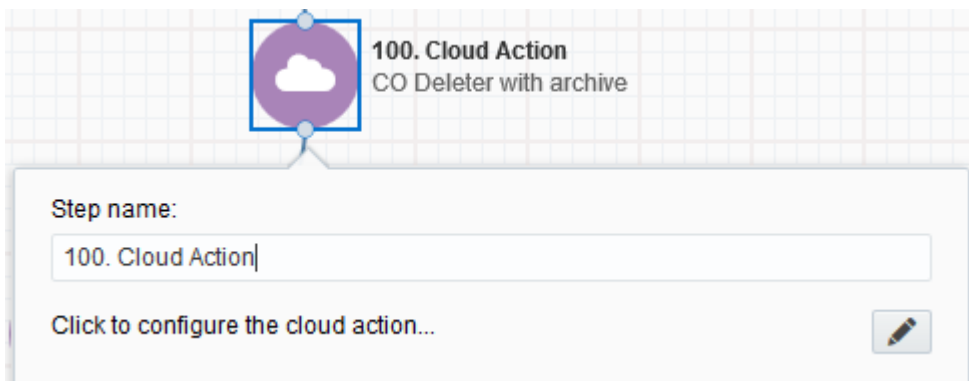 100. Cloud Action
CO Deleter with archive
Step name:
100. Cloud Action
Click to configure the cloud action...